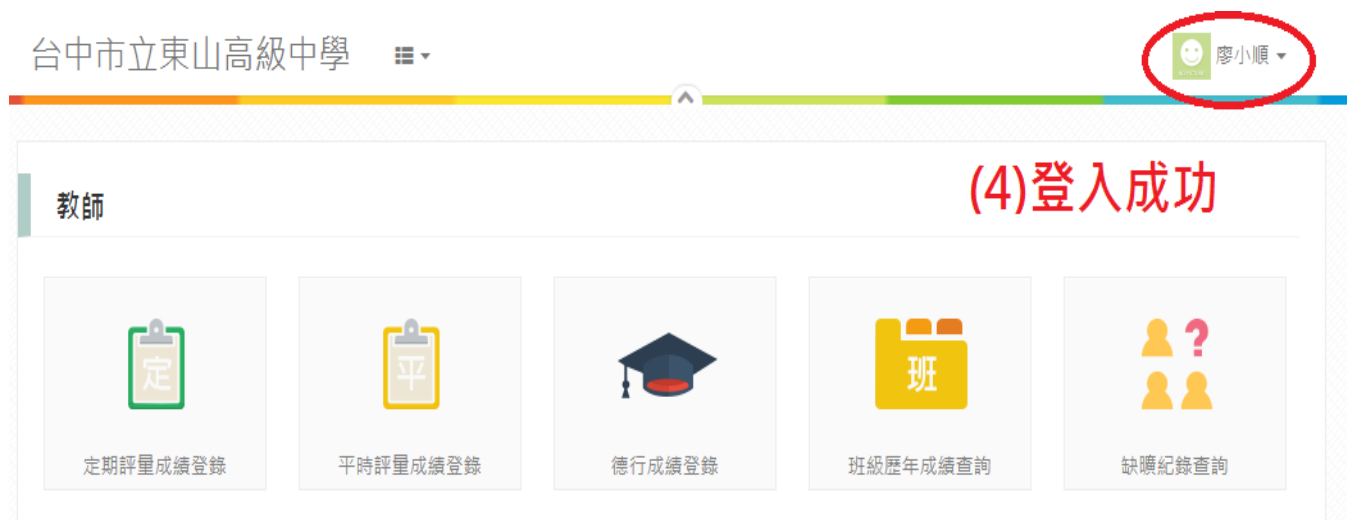 台中市立東山高級中學
廖小順
(4)登入成功
教師
定
平
班
定期評量成績登錄
平時評量成績登錄
德行成績登錄
班級歷年成績查詢
缺曠紀錄查詢